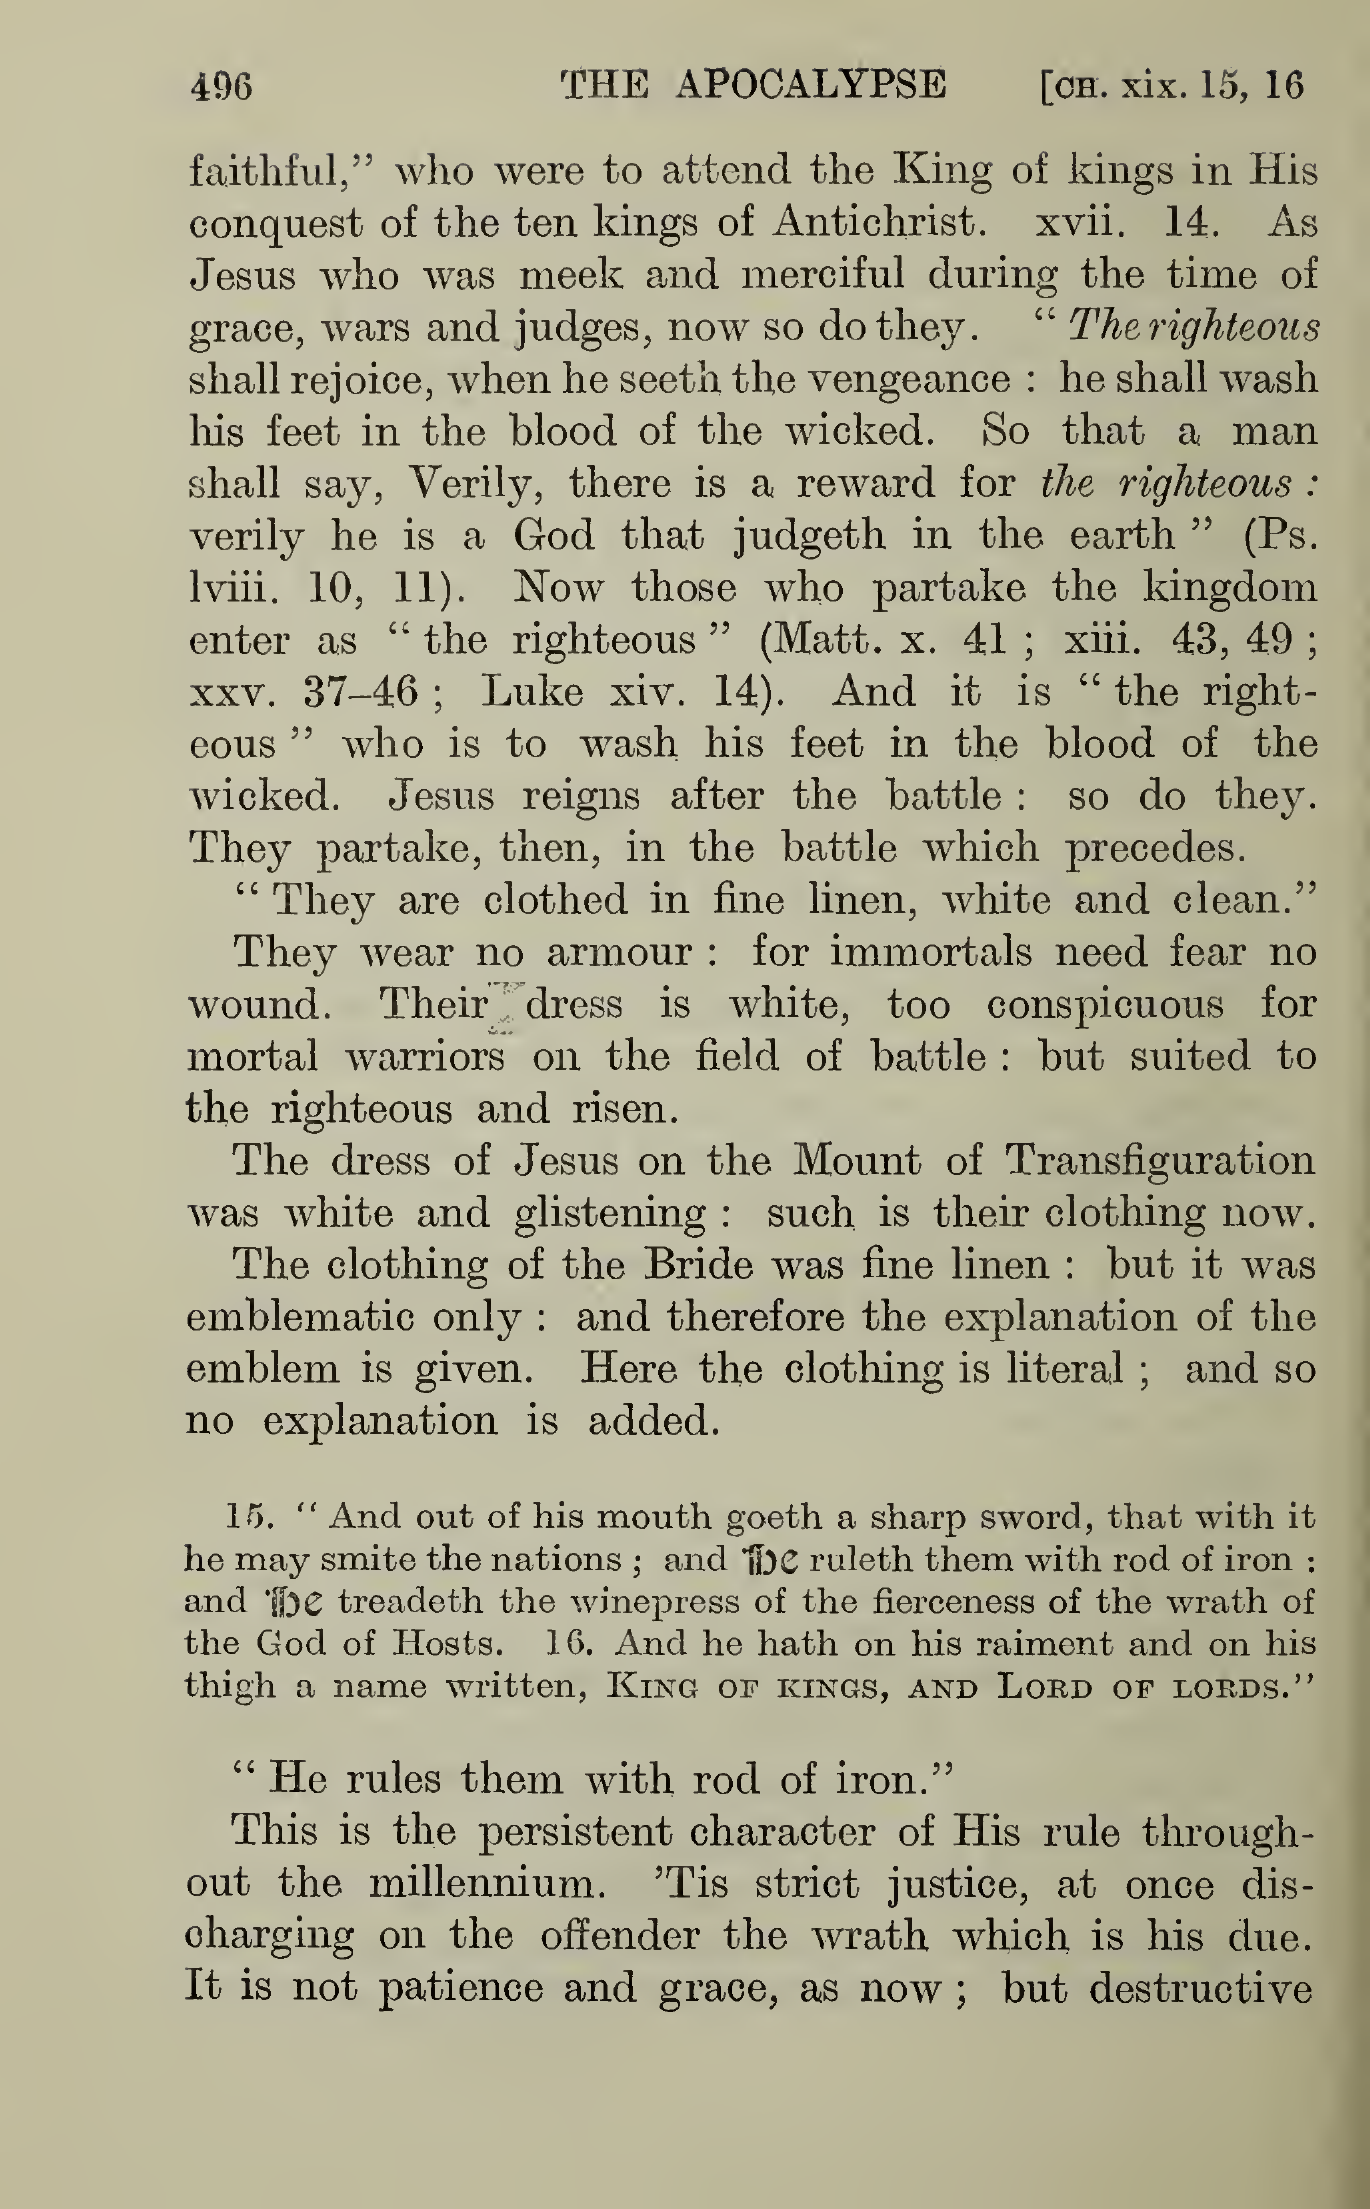 496 THE APOCALYPSE [CH. xix. 15, 16
faithful,” who were to attend the King of kings in His
conquest of the ten kings of Antichrist. xvii. 14. As
Jesus who was meek and merciful during the time of
grace, wars and judges, now so do they. “ The righteous
shall rejoice, when he seeth the vengeance : he shall wash
his feet in the blood of the wicked. So that a man
shall say, Verily, there is a reward for the righteous :
verily he is a God that judgeth in the earth ” (Ps.
lviii. 10, 11). Now those who partake the kingdom
enter as “ the righteous ” (Matt. x. 41 ; xiii. 43, 49 ;
xxv. 37–46 ; Luke xiv. 14). And it is “ the right-
eous ” who is to wash his feet in the blood of the
wicked. Jesus reigns after the battle : so do they.
They partake, then, in the battle which precedes.
“ They are clothed in fine linen, white and clean.”
They wear no armour : for immortals need fear no
wound. Their dress is white, too conspicuous for
mortal warriors on the field of battle : but suited to
the righteous and risen.
The dress of Jesus on the Mount of Transfiguration
was white and glistening : such is their clothing now.
The clothing of the Bride was fine linen : but it was
emblematic only : and therefore the explanation of the
emblem is given. Here the clothing is literal ; and so
no explanation is added.
15. “ And out of his mouth goeth a sharp sword, that with it
he may smite the nations ; and He ruleth them with rod of iron :
and He treadeth the winepress of the fierceness of the wrath of
the God of Hosts. 16. And he hath on his raiment and on his
thigh a name written, KING OF KINGS, AND LORD OF LORDS.”
“ He rules them with rod of iron.”
This is the persistent character of His rule through-
out the millennium. ’Tis strict justice, at once dis-
charging on the offender the wrath which is his due.
It is not patience and grace, as now ; but destructive